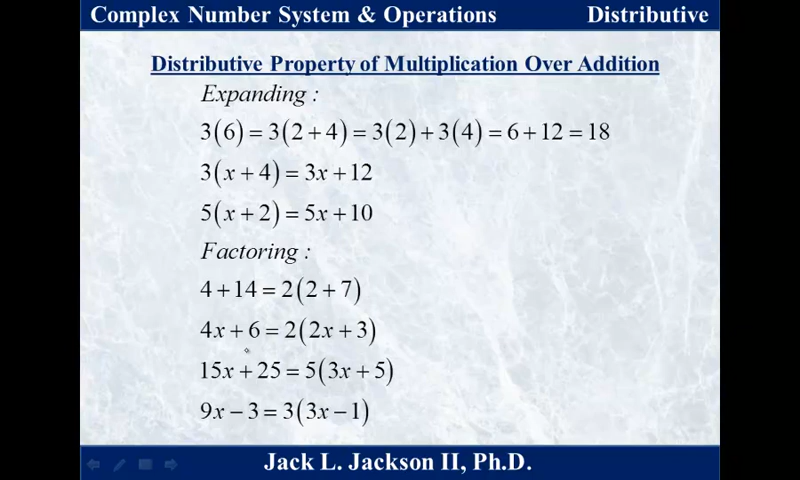 Complex Number System & Operations Distributive
Distributive Property of Multiplication Over Addition
Expanding :
3(6) = 3(2 + 4) = 3(2) + 3(4) = 6 + 12 = 18
3(x + 4) = 3x + 12
5(x + 2) = 5x + 10
Factoring :
4 + 14 = 2(2 + 7)
4x + 6 = 2(2x + 3)
15x + 25 = 5(3x + 5)
9x − 3 = 3(3x − 1)
Jack L. Jackson II, Ph.D.